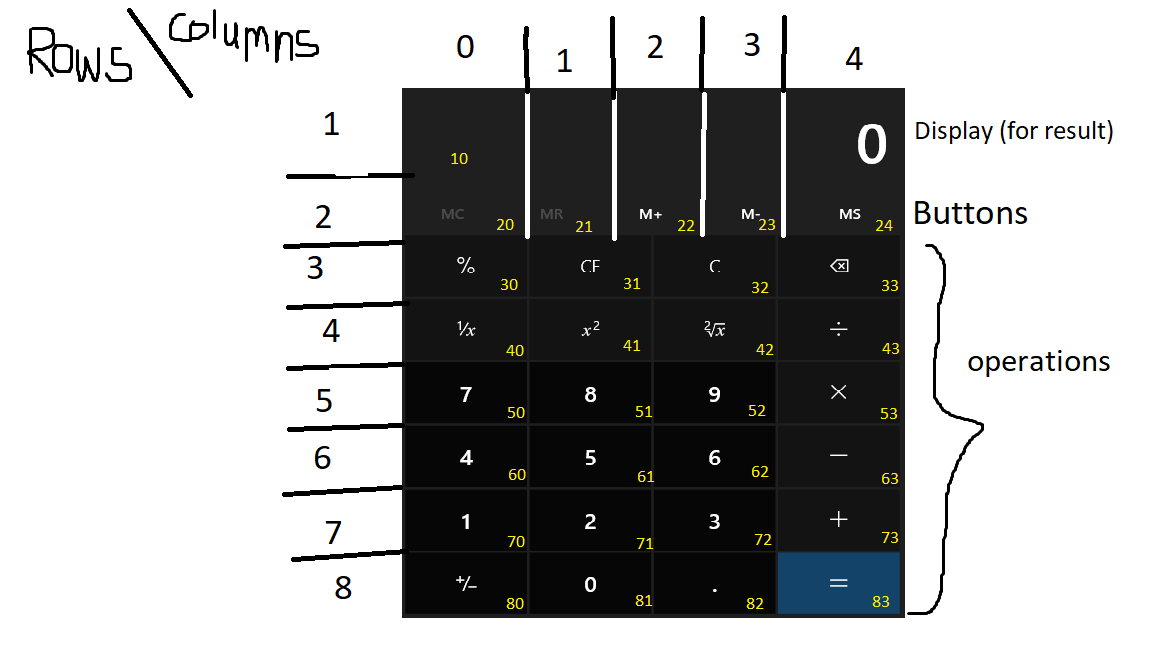 Rows \ Columns
0 1 2 3 4
1
0
Display (for result)
10
2
MC 20 MR 21 M+ 22 M- 23 MS 24
Buttons
3
% 30 CE 31 C 32 ⌫ 33
4
¹/x 40 x² 41 ²√x 42 ÷ 43
operations
5
7 50 8 51 9 52 × 53
6
4 60 5 61 6 62 − 63
7
1 70 2 71 3 72 + 73
8
+/− 80 0 81 . 82 = 83